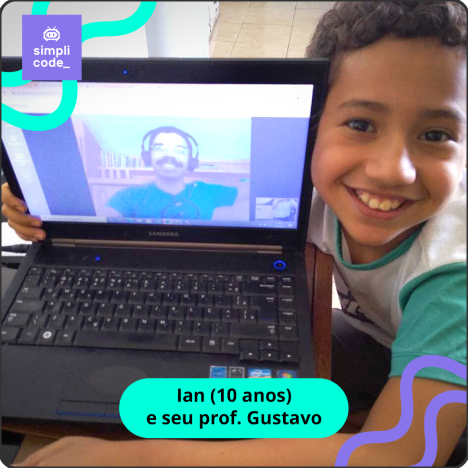 simpli
code_
SAMSUNG
Ian (10 anos)
e seu prof. Gustavo